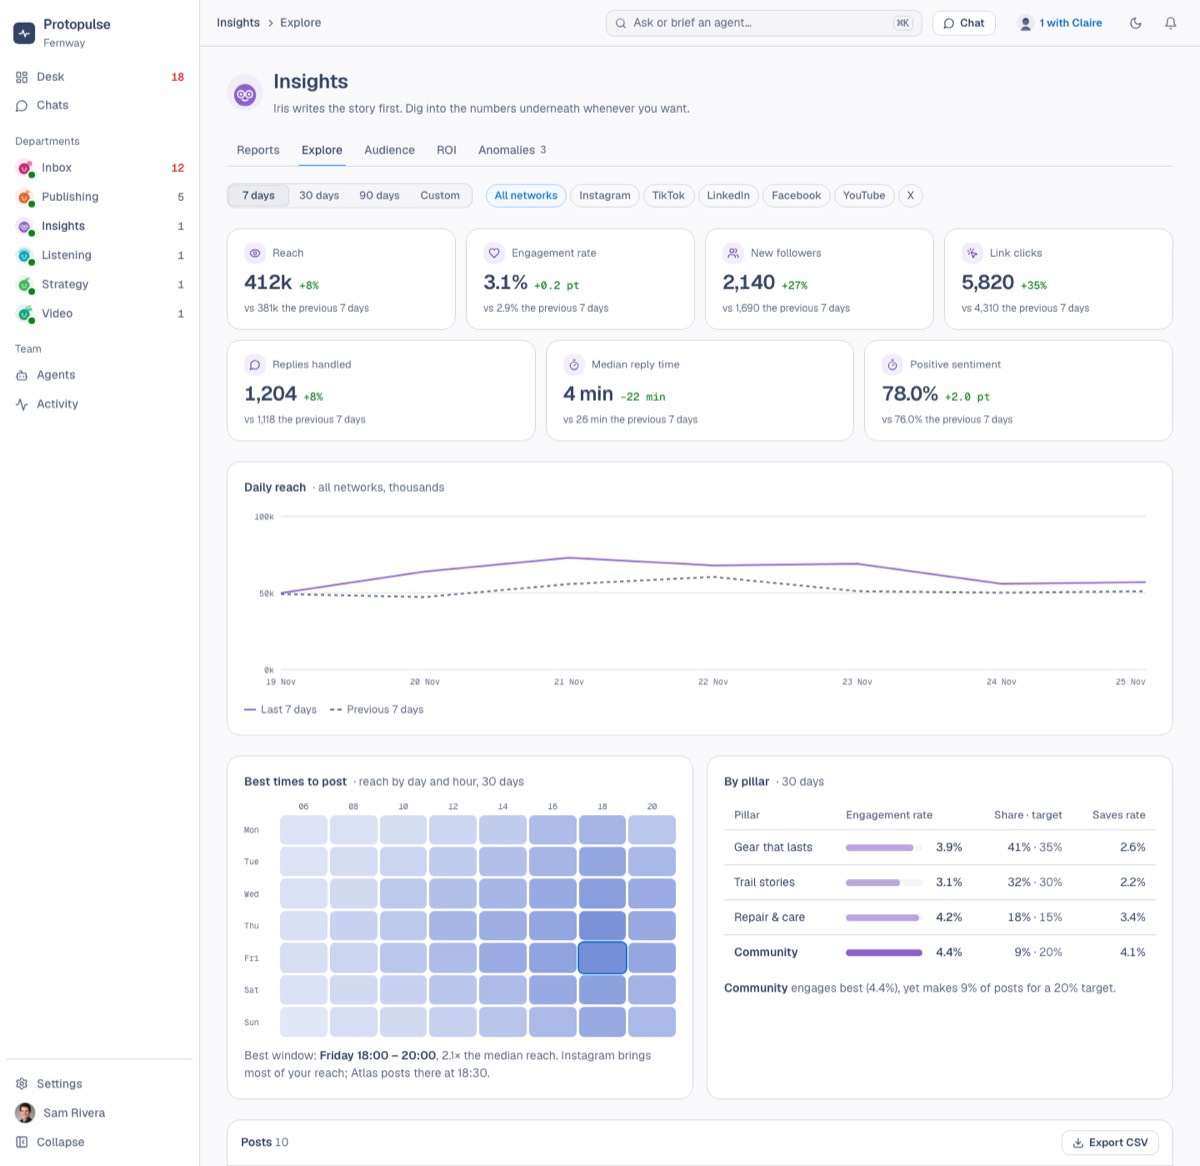 Protopulse
Fernway
Desk 18
Chats
Departments
Inbox 12
Publishing 5
Insights 1
Listening 1
Strategy 1
Video 1
Team
Agents
Activity
Settings
Sam Rivera
Collapse
Insights > Explore
Ask or brief an agent... ⌘K
Chat
1 with Claire
Insights
Iris writes the story first. Dig into the numbers underneath whenever you want.
Reports Explore Audience ROI Anomalies 3
7 days 30 days 90 days Custom All networks Instagram TikTok LinkedIn Facebook YouTube X
Reach
412k +8%
vs 381k the previous 7 days
Engagement rate
3.1% +0.2 pt
vs 2.9% the previous 7 days
New followers
2,140 +27%
vs 1,690 the previous 7 days
Link clicks
5,820 +35%
vs 4,310 the previous 7 days
Replies handled
1,204 +8%
vs 1,118 the previous 7 days
Median reply time
4 min −22 min
vs 26 min the previous 7 days
Positive sentiment
78.0% +2.0 pt
vs 76.0% the previous 7 days
Daily reach · all networks, thousands
100k
50k
0k
19 Nov 20 Nov 21 Nov 22 Nov 23 Nov 24 Nov 25 Nov
Last 7 days Previous 7 days
Best times to post · reach by day and hour, 30 days
06 08 10 12 14 16 18 20
Mon
Tue
Wed
Thu
Fri
Sat
Sun
Best window: Friday 18:00 – 20:00, 2.1× the median reach. Instagram brings
most of your reach; Atlas posts there at 18:30.
By pillar · 30 days
Pillar Engagement rate Share · target Saves rate
Gear that lasts 3.9% 41% · 35% 2.6%
Trail stories 3.1% 32% · 30% 2.2%
Repair & care 4.2% 18% · 15% 3.4%
Community 4.4% 9% · 20% 4.1%
Community engages best (4.4%), yet makes 9% of posts for a 20% target.
Posts 10
Export CSV